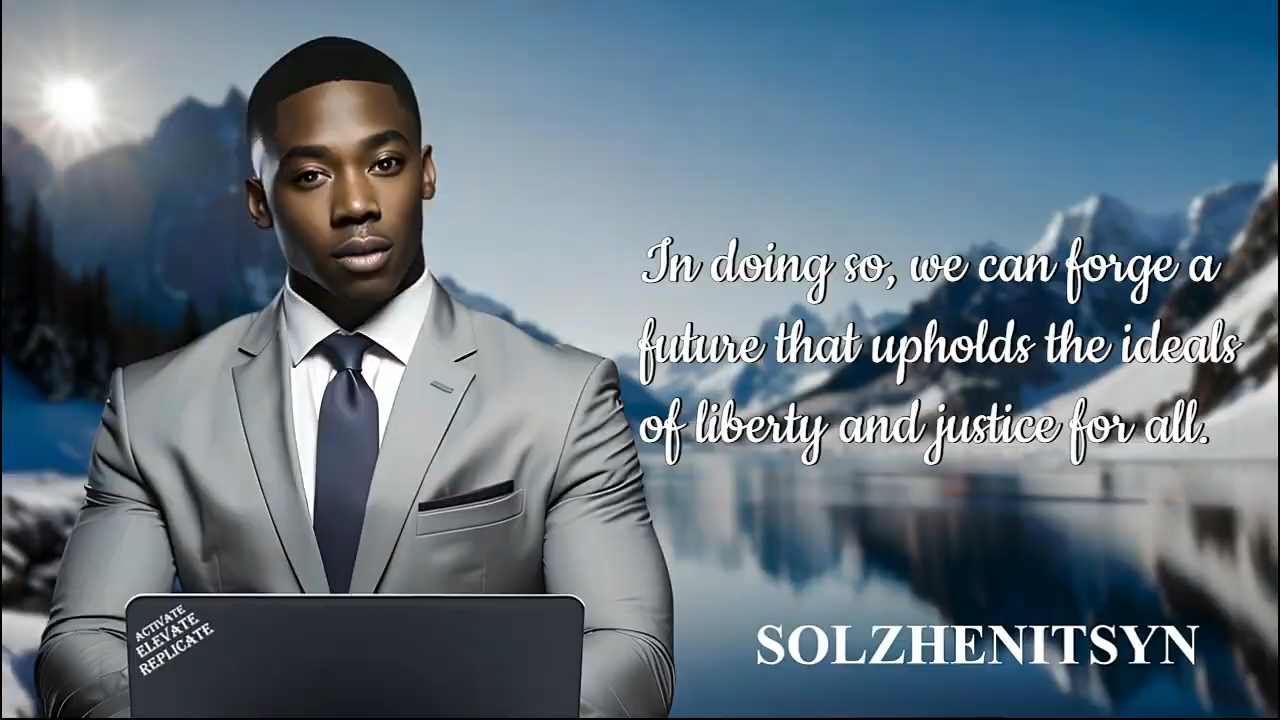 In doing so, we can forge a
future that upholds the ideals
of liberty and justice for all.
ACTIVATE
ELEVATE
REPLICATE
SOLZHENITSYN